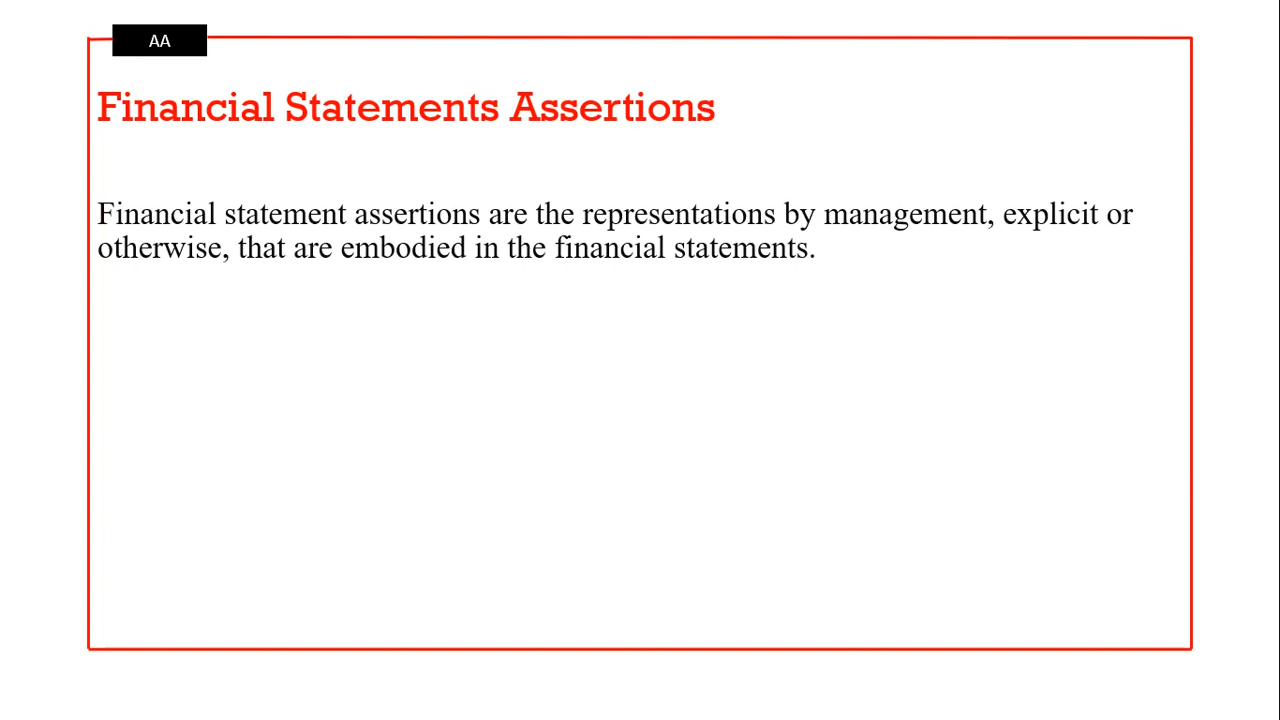 AA
Financial Statements Assertions
Financial statement assertions are the representations by management, explicit or
otherwise, that are embodied in the financial statements.